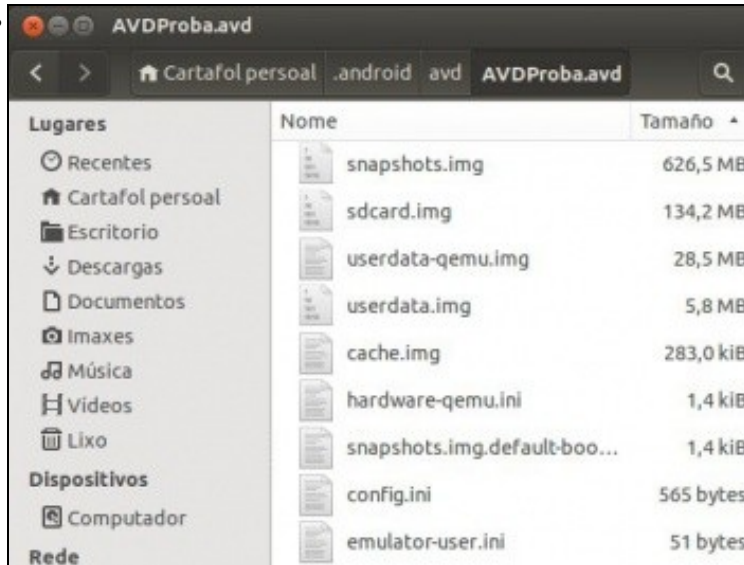 AVDProba.avd
Cartafol persoal .android avd AVDProba.avd
Lugares
Recentes
Cartafol persoal
Escritorio
Descargas
Documentos
Imaxes
Música
Vídeos
Lixo
Dispositivos
Computador
Rede
Nome Tamaño
snapshots.img 626,5 MB
sdcard.img 134,2 MB
userdata-qemu.img 28,5 MB
userdata.img 5,8 MB
cache.img 283,0 kiB
hardware-qemu.ini 1,4 kiB
snapshots.img.default-boo... 1,4 kiB
config.ini 565 bytes
emulator-user.ini 51 bytes